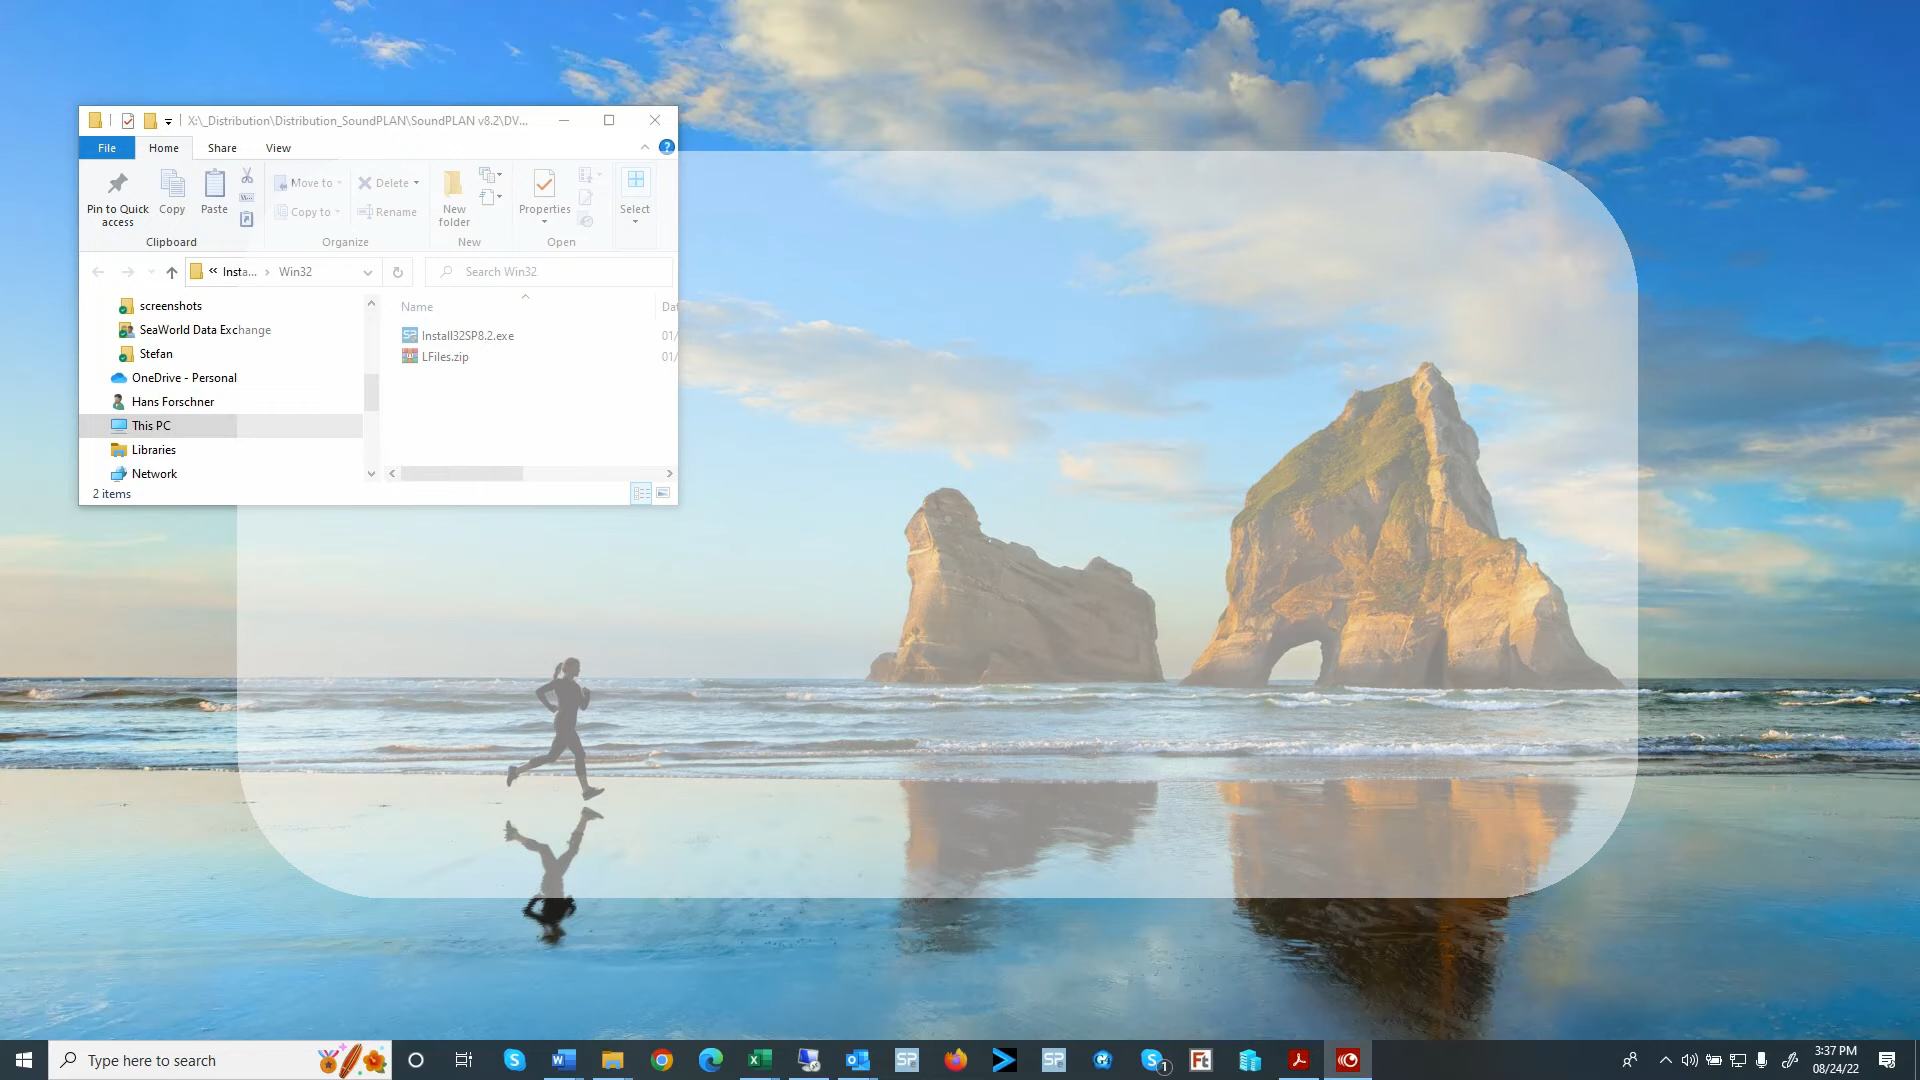 X:\_Distribution\Distribution_SoundPLAN\SoundPLAN v8.2\DV...
File Home Share View
Pin to Quick access
Copy
Paste
Move to
Copy to
Delete
Rename
New folder
Properties
Select
Clipboard Organize New Open
« Insta... › Win32
Search Win32
screenshots
SeaWorld Data Exchange
Stefan
OneDrive - Personal
Hans Forschner
This PC
Libraries
Network
Name Dat
Install32SP8.2.exe 01/
LFiles.zip 01/
2 items
Type here to search
3:37 PM
08/24/22